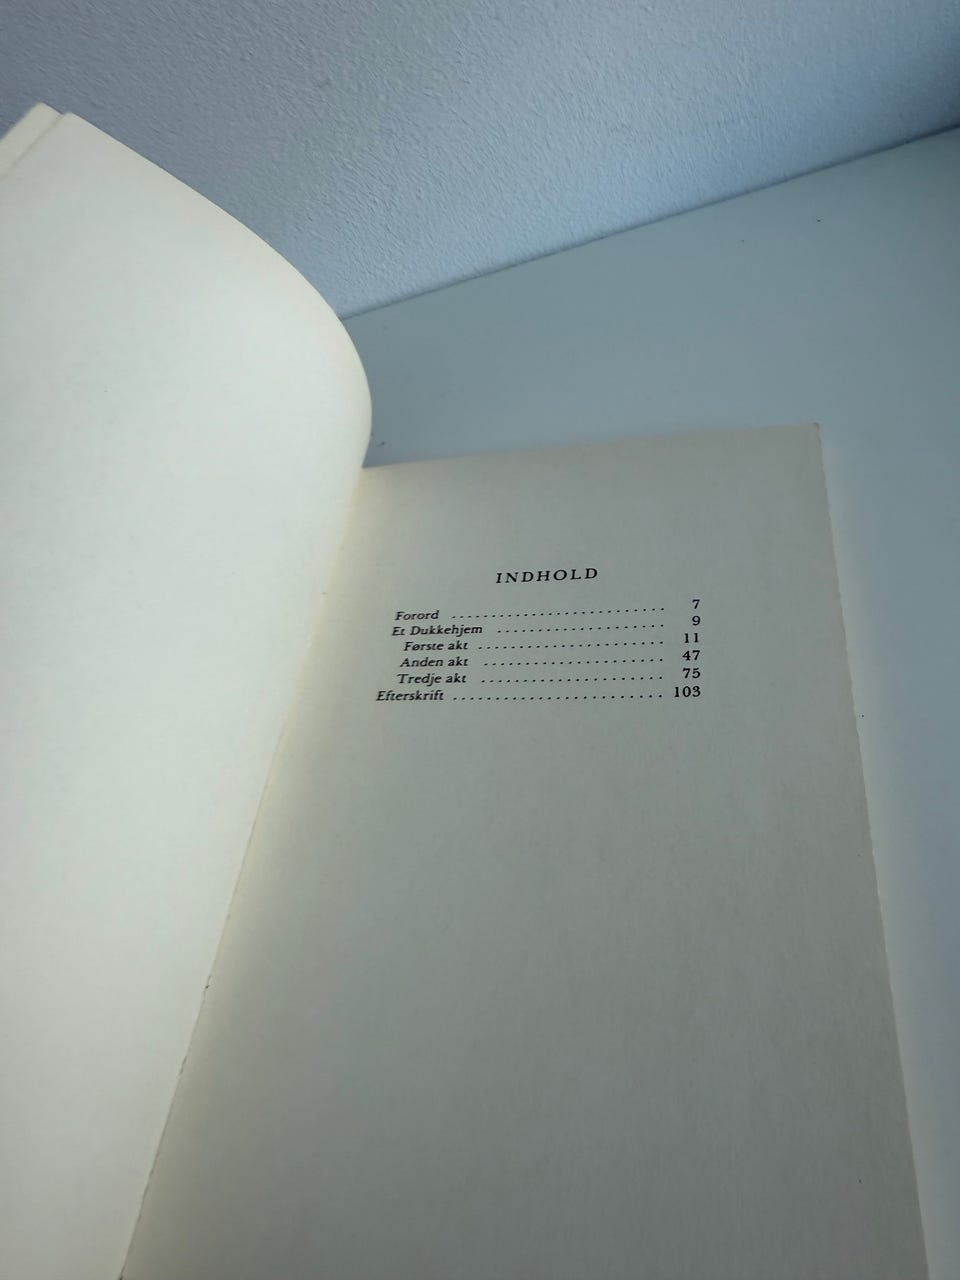 INDHOLD
Forord ........................... 7
Et Dukkehjem ..................... 9
Første akt ........................ 11
Anden akt ....................... 47
Tredje akt ....................... 75
Efterskrift ........................ 103